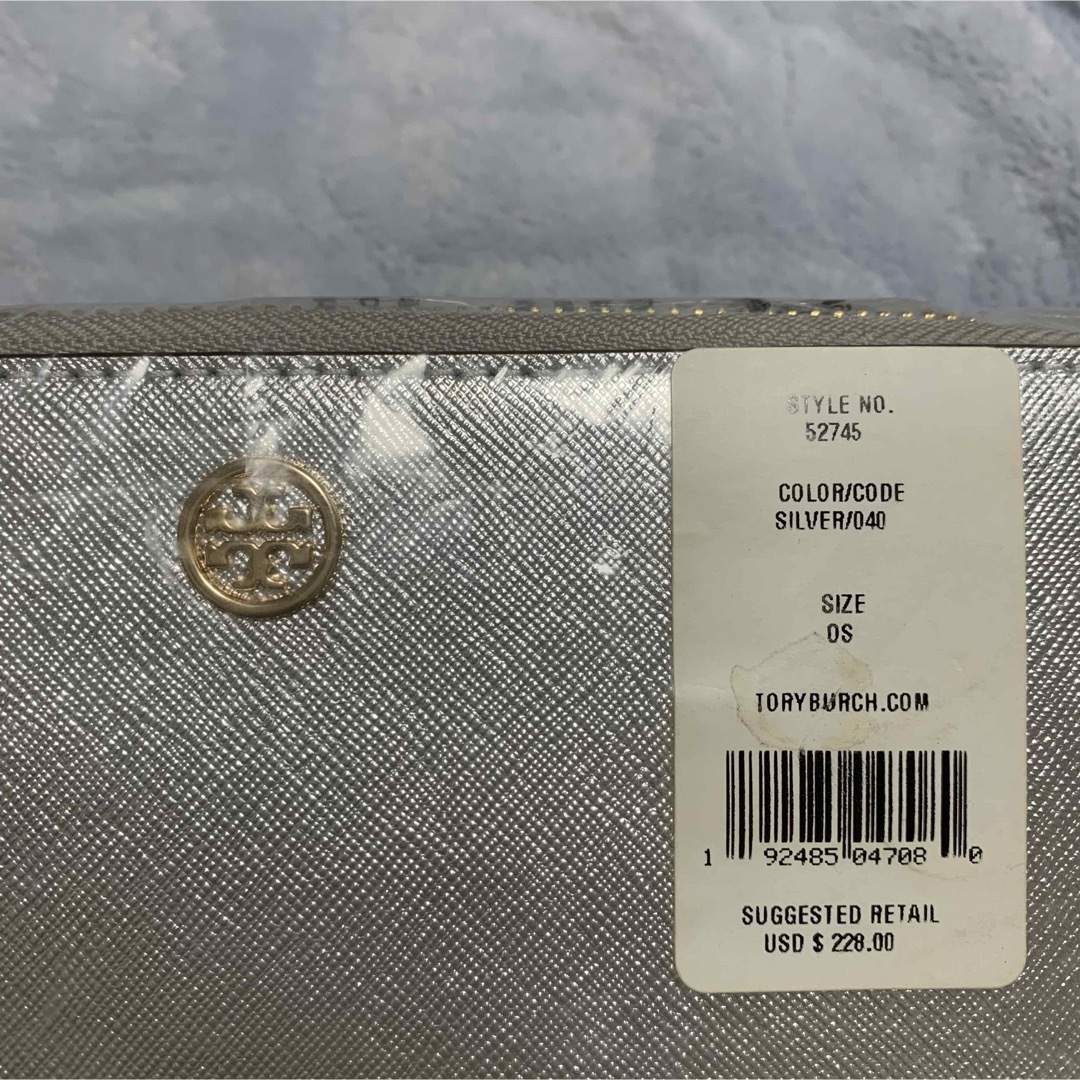 STYLE NO.
52745
COLOR/CODE
SILVER/040
SIZE
OS
TORYBURCH.COM
1 92485 04708 0
SUGGESTED RETAIL
USD $ 228.00